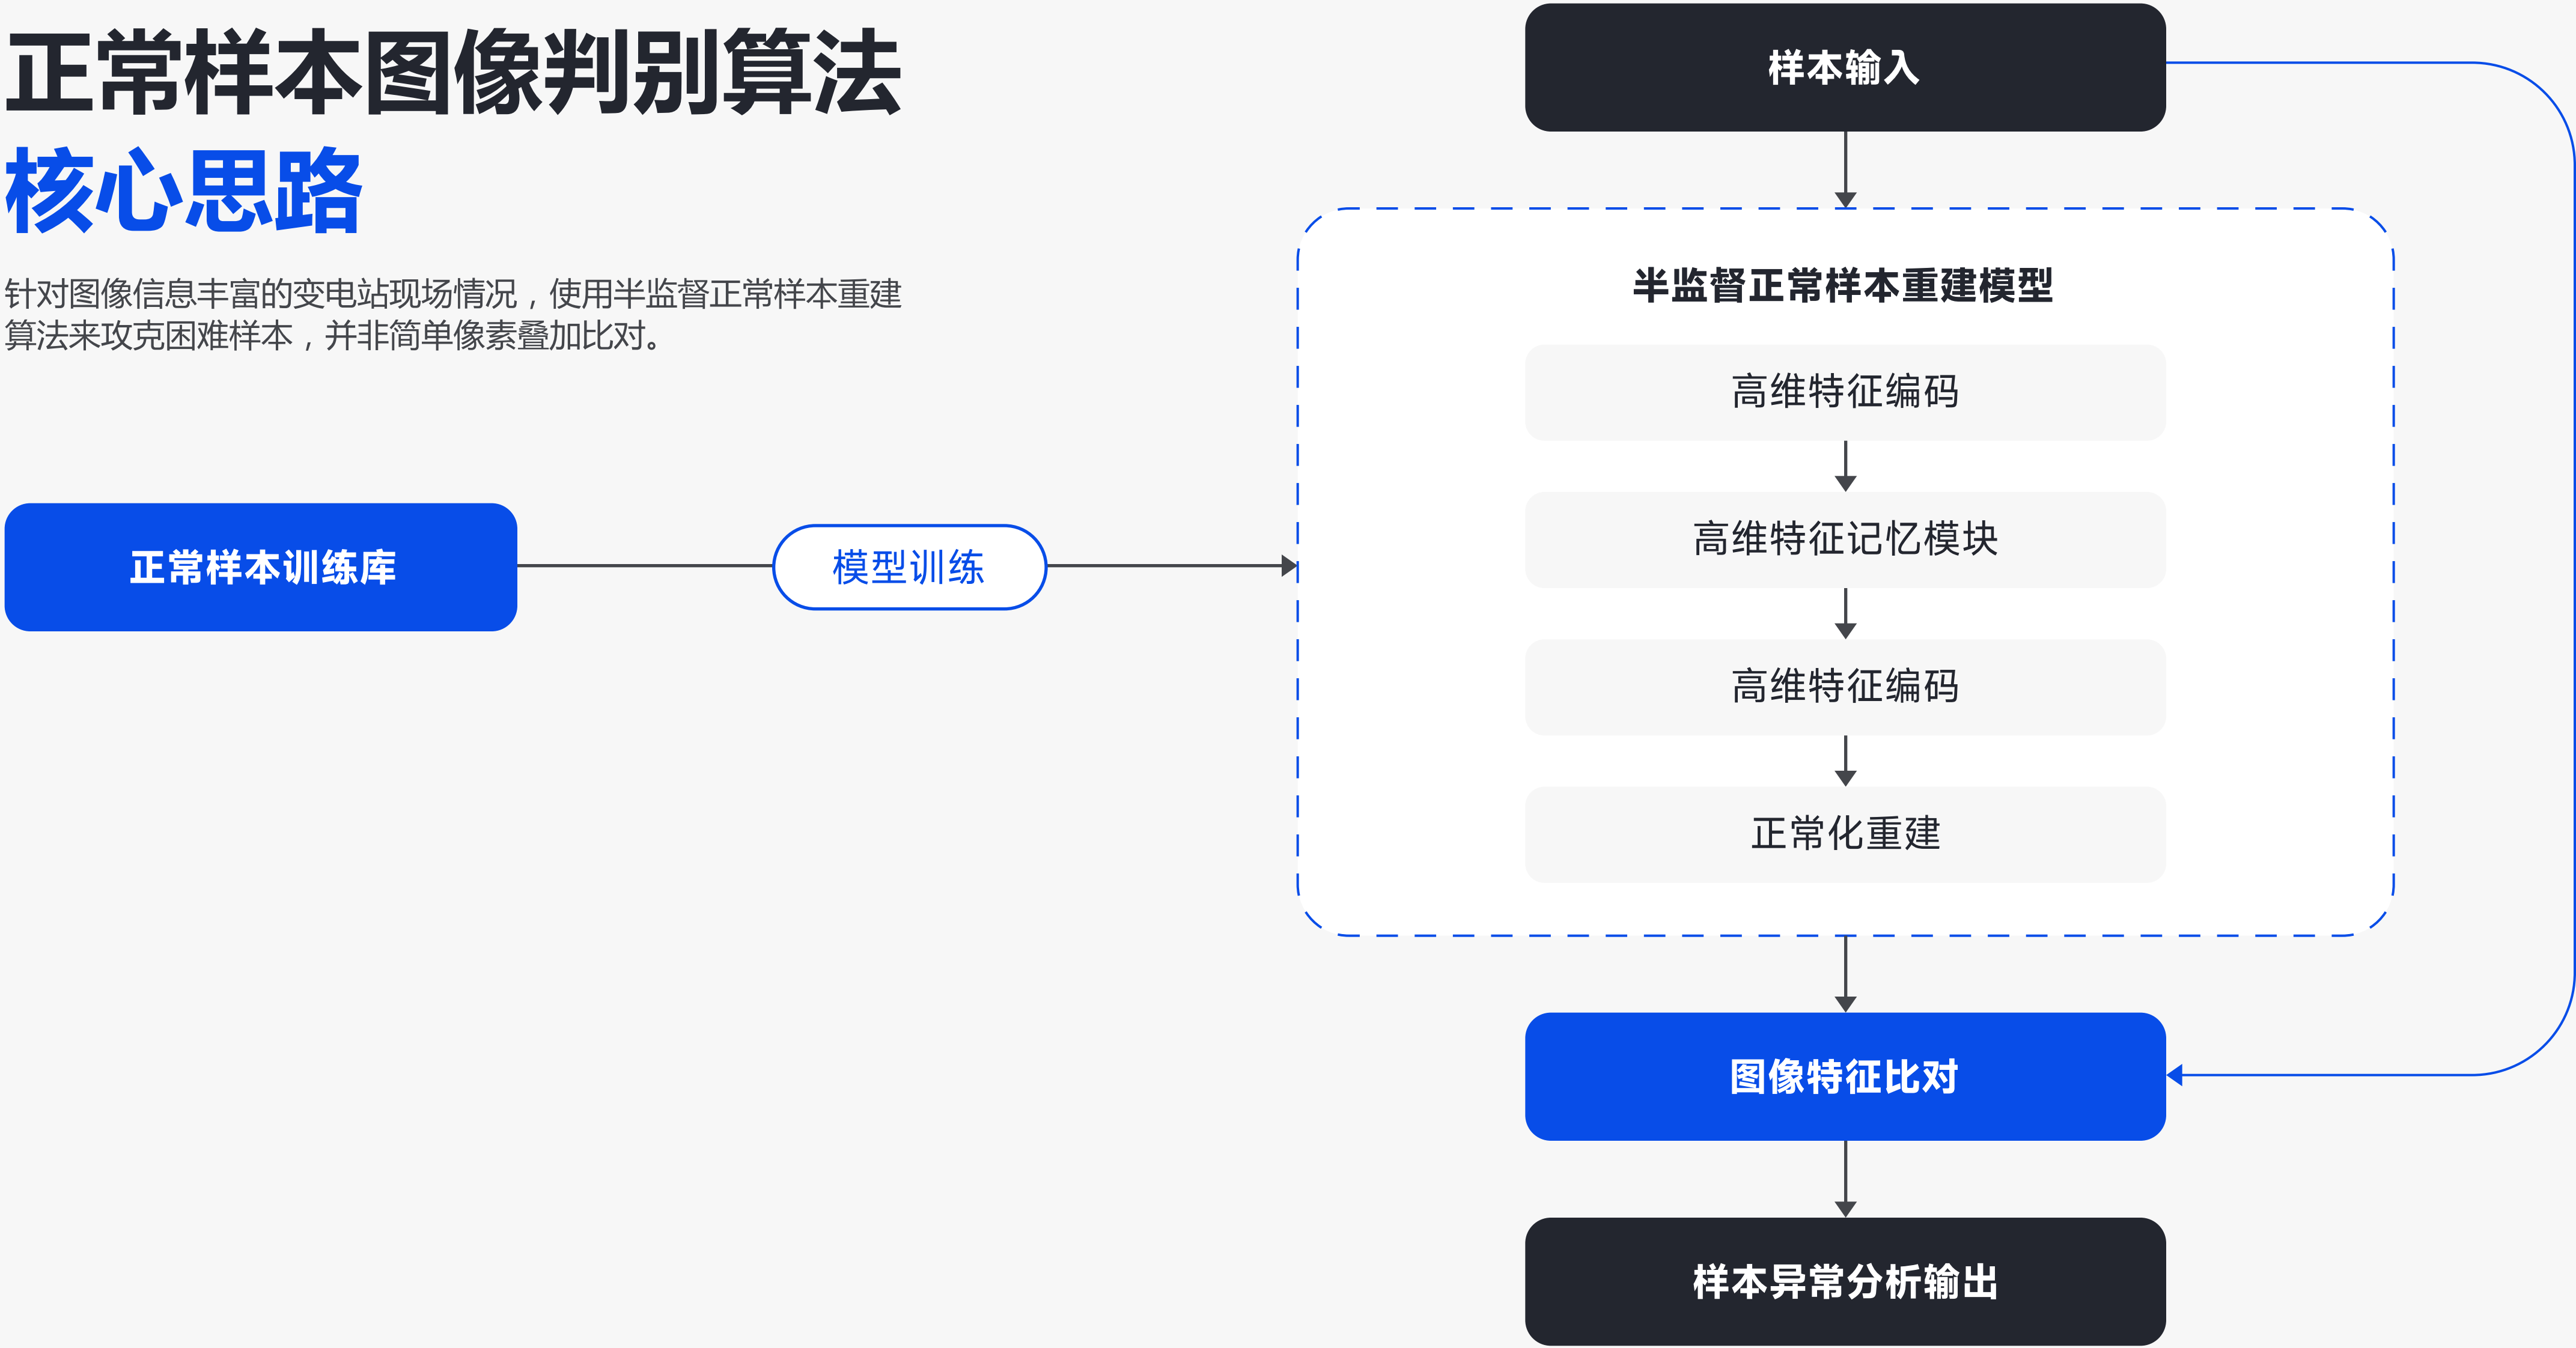 正常样本图像判别算法
核心思路
针对图像信息丰富的变电站现场情况，使用半监督正常样本重建
算法来攻克困难样本，并非简单像素叠加比对。
正常样本训练库
模型训练
样本输入
半监督正常样本重建模型
高维特征编码
高维特征记忆模块
高维特征编码
正常化重建
图像特征比对
样本异常分析输出